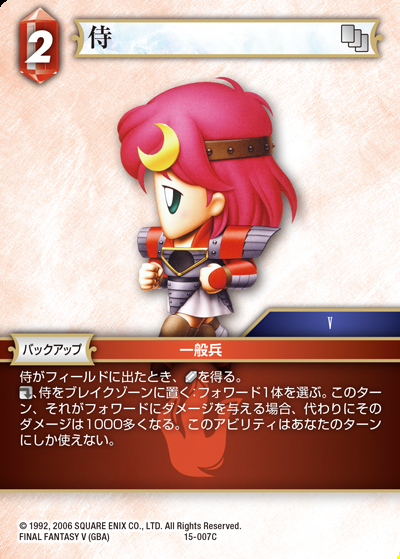 2
侍
V
バックアップ
一般兵
侍がフィールドに出たとき、を得る。
、侍をブレイクゾーンに置く:フォワード1体を選ぶ。このター
ン、それがフォワードにダメージを与える場合、代わりにその
ダメージは1000多くなる。このアビリティはあなたのターン
にしか使えない。
© 1992, 2006 SQUARE ENIX CO., LTD. All Rights Reserved.
FINAL FANTASY V (GBA)
15-007C